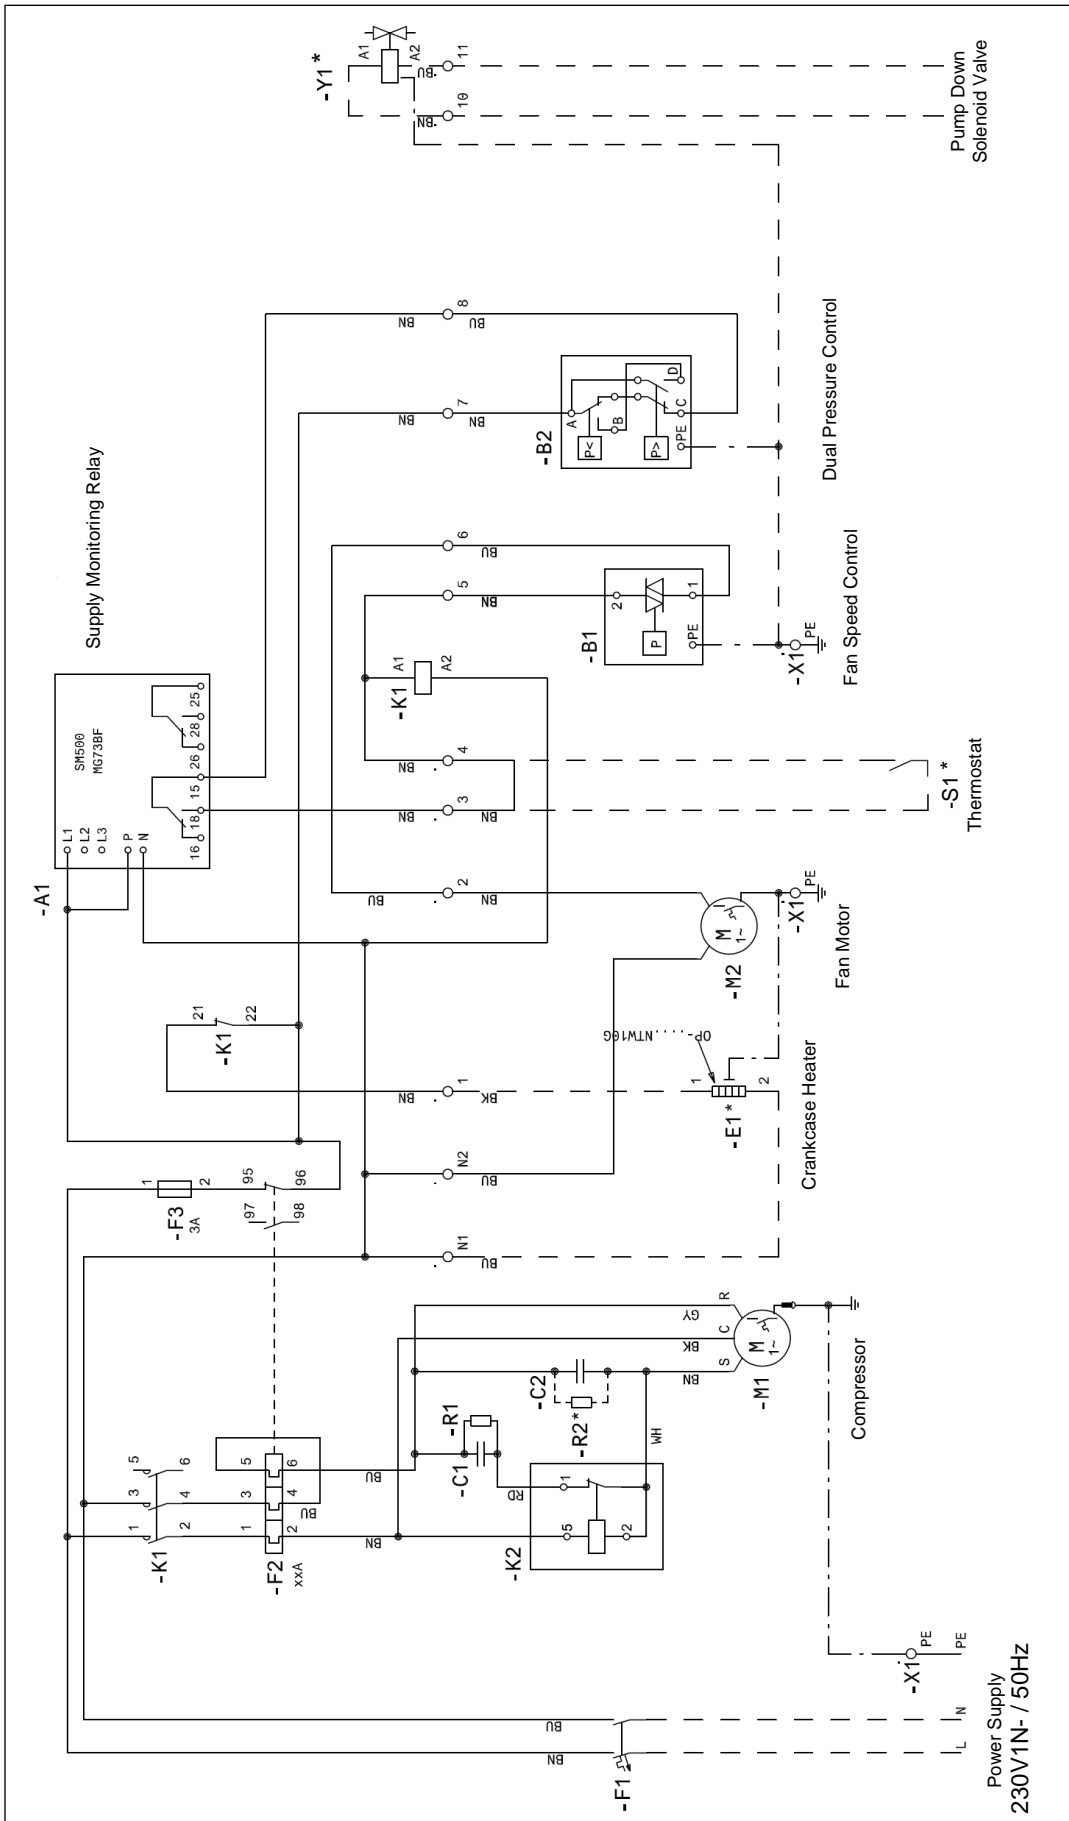 Power Supply
230V1N- / 50Hz
L
N
PE
-X1
PE
-F1
BN
BU
-K1
1
2
3
4
5
6
-F2
xxA
1
2
3
4
5
6
BN
BU
BU
-K2
5
2
1
RD
WH
-C1
-R1
-C2
-R2*
BN
BK
GY
S
C
R
-M1
M
1~
Compressor
-F3
3A
1
2
97
98
95
96
N1
BU
N2
BU
BN
1
BK
-K1
21
22
-E1*
1
2
OP-.....NTW10G
Crankcase Heater
-M2
M
1~
BU
2
BN
-X1
PE
Fan Motor
-A1
L1
L2
L3
P
N
SM500
MG73BF
16
18
15
26
28
25
Supply Monitoring Relay
BN
3
BN
BN
4
-S1*
Thermostat
-K1
A1
A2
5
BN
6
BU
-B1
2
1
P
PE
-X1
PE
Fan Speed Control
BN
7
BN
BN
8
BU
-B2
A
B
C
D
P<
P>
PE
Dual Pressure Control
-Y1*
A1
A2
BN
10
BU
11
Pump Down
Solenoid Valve